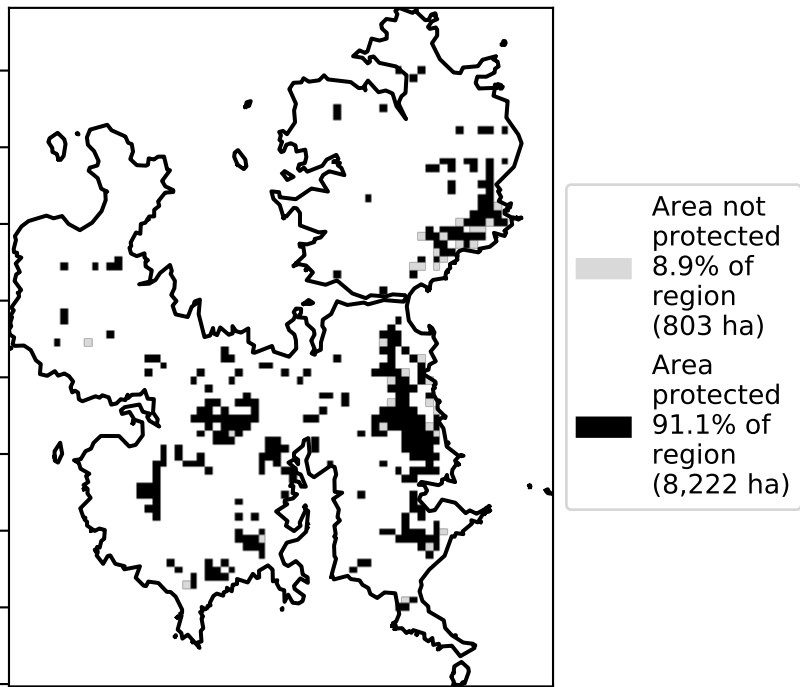 Area not
protected
8.9% of
region
(803 ha)
Area
protected
91.1% of
region
(8,222 ha)